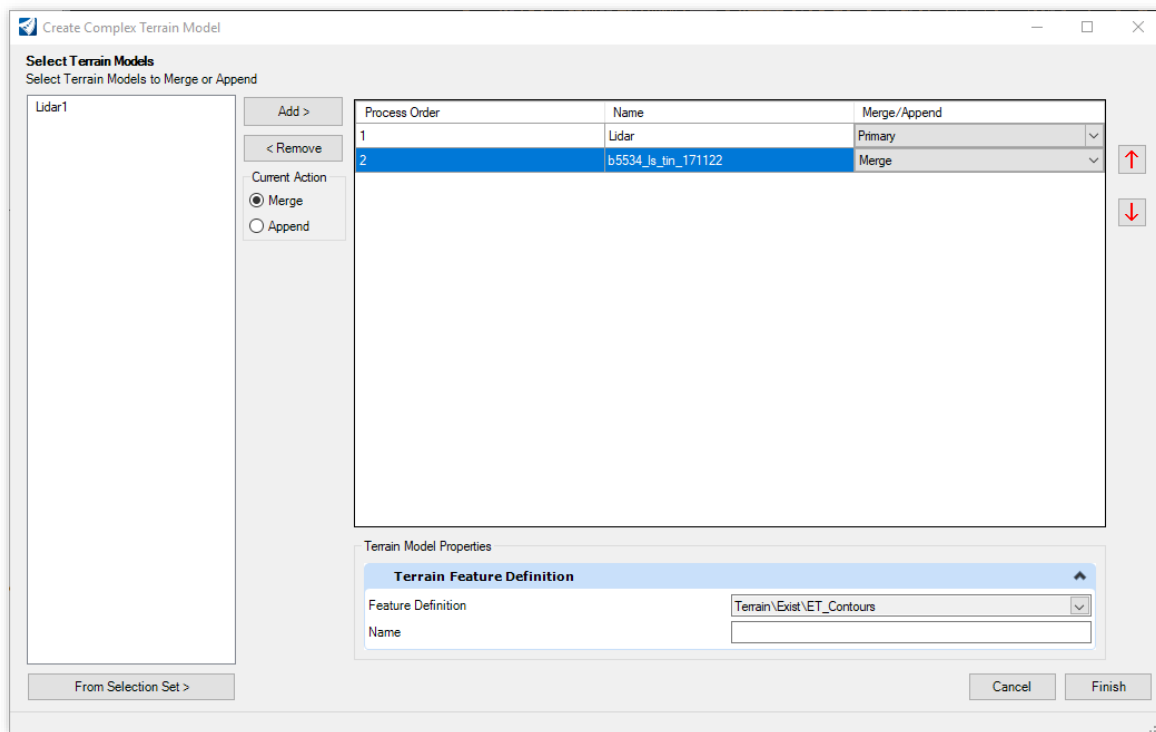 Create Complex Terrain Model
Select Terrain Models
Select Terrain Models to Merge or Append
Lidar1
Add >
< Remove
Current Action
Merge
Append
Process Order Name Merge/Append
1 Lidar Primary
2 b5534_ls_tin_171122 Merge
Terrain Model Properties
Terrain Feature Definition
Feature Definition Terrain\Exist\ET_Contours
Name
From Selection Set >
Cancel Finish